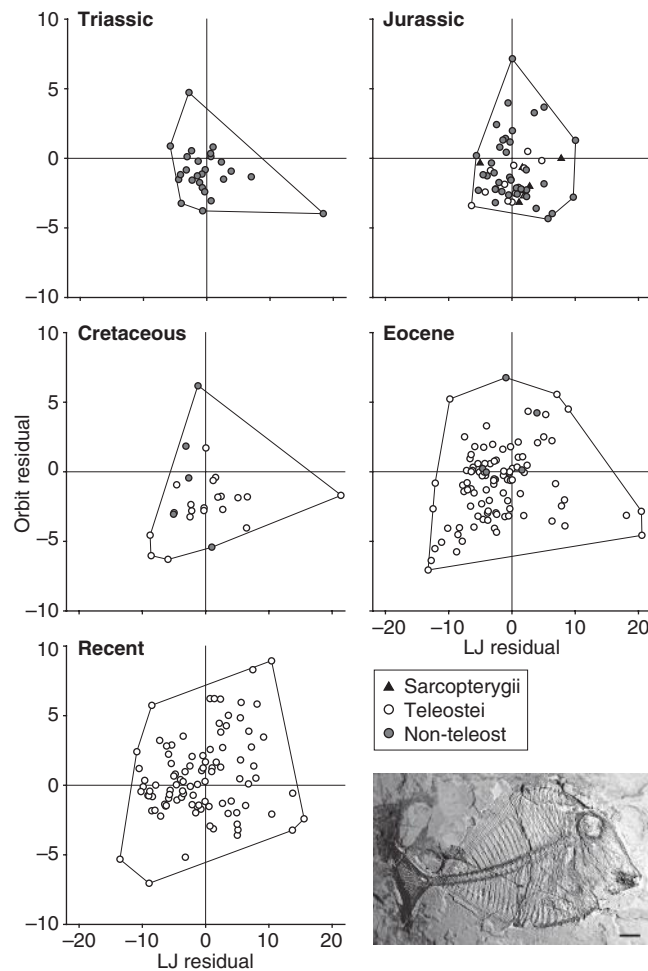 Triassic
Jurassic
10
5
0
–5
–10
Cretaceous
Eocene
10
5
0
–5
–10
Orbit residual
–20
–10
0
10
20
LJ residual
Recent
10
5
0
–5
–10
–20
–10
0
10
20
LJ residual
Sarcopterygii
Teleostei
Non-teleost